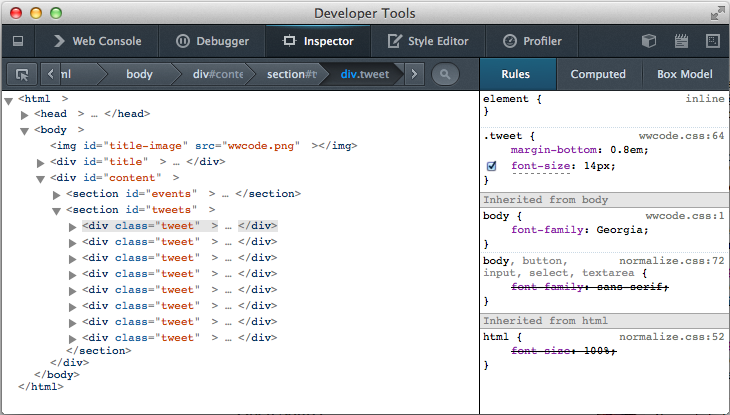 Developer Tools
Web Console
Debugger
Inspector
Style Editor
Profiler
ml
body
div#conte
section#t
div.tweet
Rules
Computed
Box Model
<html >
<head > … </head>
<body >
<img id="title-image" src="wwcode.png" ></img>
<div id="title" > … </div>
<div id="content" >
<section id="events" > … </section>
<section id="tweets" >
<div class="tweet" > … </div>
<div class="tweet" > … </div>
<div class="tweet" > … </div>
<div class="tweet" > … </div>
<div class="tweet" > … </div>
<div class="tweet" > … </div>
<div class="tweet" > … </div>
<div class="tweet" > … </div>
</section>
</div>
</body>
</html>
element { inline
}
.tweet { wwcode.css:64
margin-bottom: 0.8em;
font-size: 14px;
}
Inherited from body
body { wwcode.css:1
font-family: Georgia;
}
body, button, normalize.css:72
input, select, textarea {
font-family: sans-serif;
}
Inherited from html
html { normalize.css:52
font-size: 100%;
}